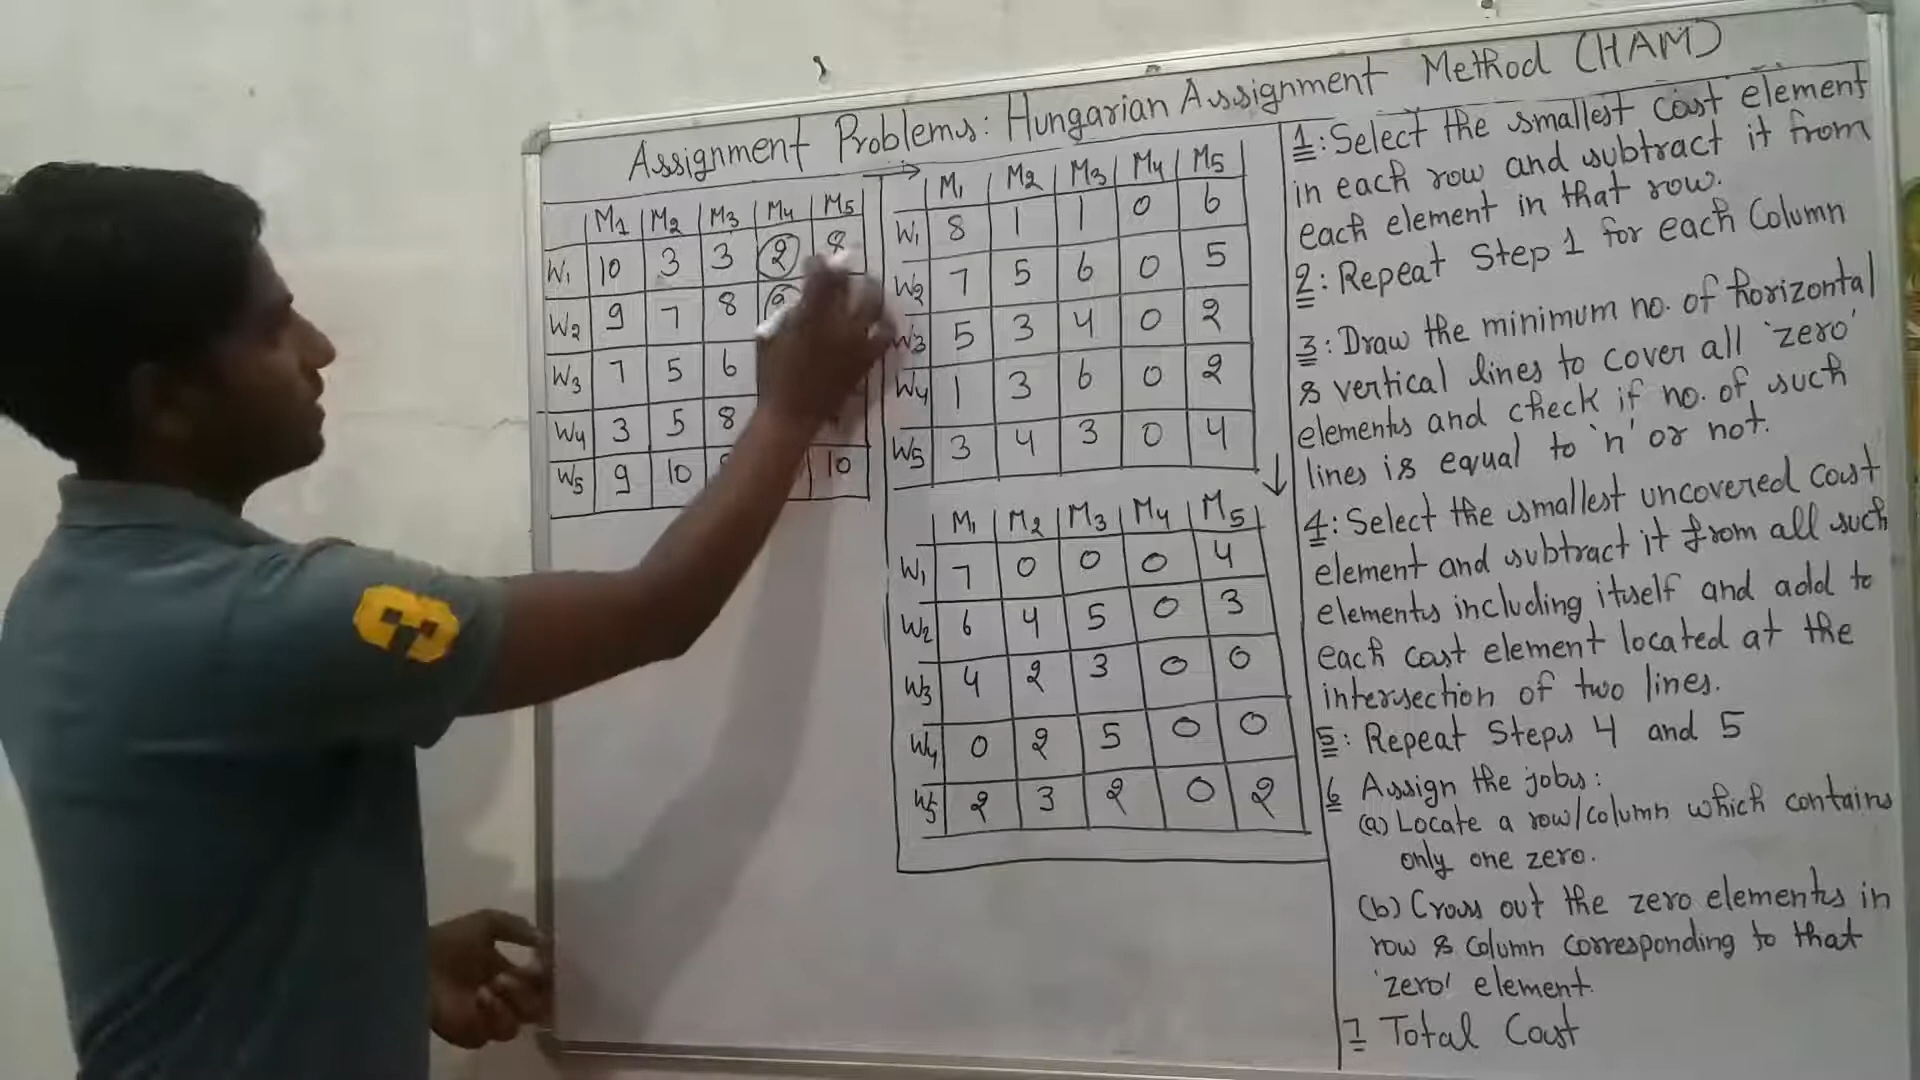 Assignment Problems: Hungarian Assignment Method (HAM)
M1 M2 M3 M4 M5
W1 10 3 3 2 8
W2 9 7 8
W3 7 5 6
W4 3 5 8
W5 9 10 10
M1 M2 M3 M4 M5
W1 8 1 1 0 6
W2 7 5 6 0 5
W3 5 3 4 0 2
W4 1 3 6 0 2
W5 3 4 3 0 4
M1 M2 M3 M4 M5
W1 7 0 0 0 4
W2 6 4 5 0 3
W3 4 2 3 0 0
W4 0 2 5 0 0
W5 2 3 2 0 2
1: Select the smallest cost element
in each row and subtract it from
each element in that row.
2: Repeat Step 1 for each Column
3: Draw the minimum no. of horizontal
& vertical lines to cover all 'zero'
elements and check if no. of such
lines is equal to 'n' or not.
4: Select the smallest uncovered cost
element and subtract it from all such
elements including itself and add to
each cost element located at the
intersection of two lines.
5: Repeat Steps 4 and 5
6 Assign the jobs:
(a) Locate a row/column which contains
only one zero.
(b) Cross out the zero elements in
row & column corresponding to that
'zero' element.
7 Total Cost